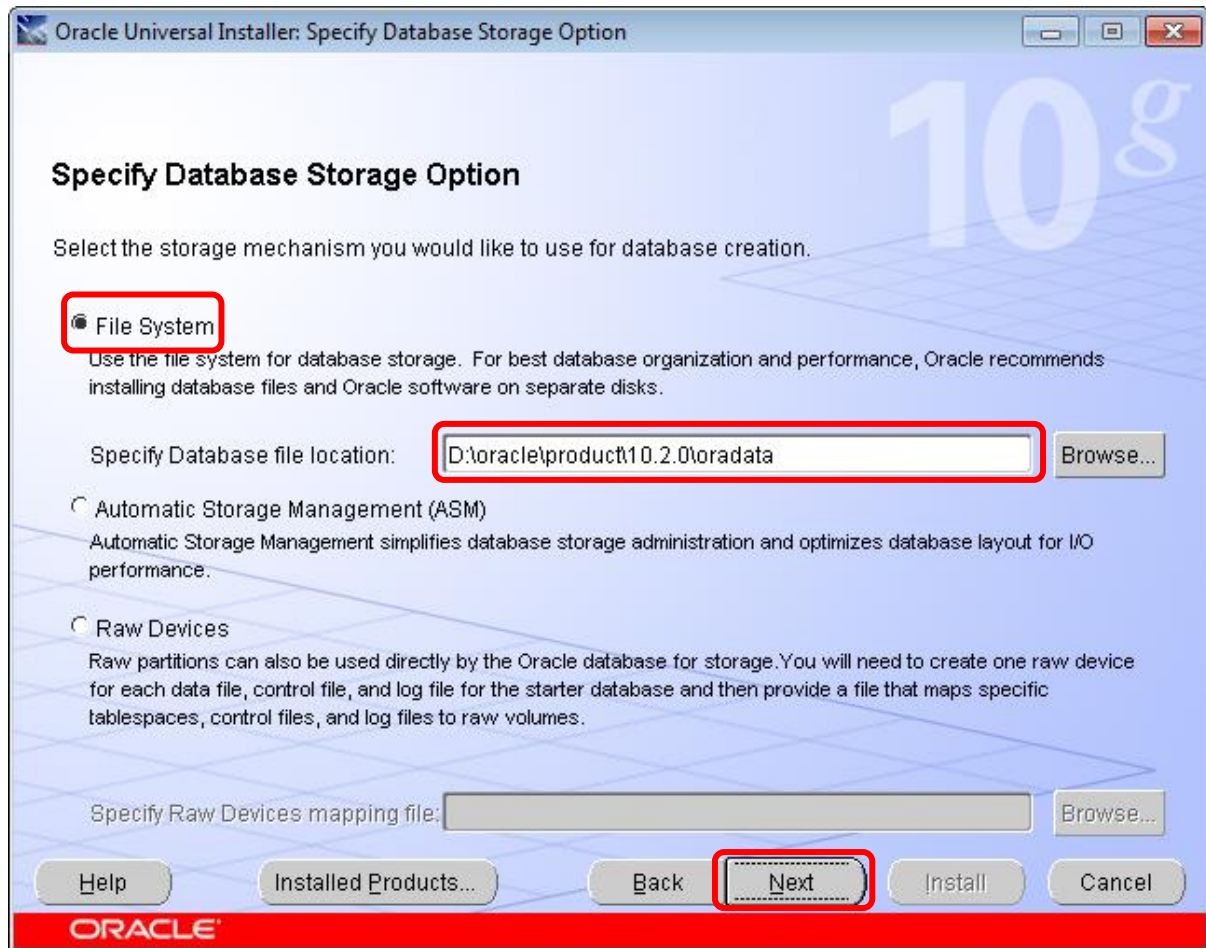 Oracle Universal Installer: Specify Database Storage Option
10g
Specify Database Storage Option
Select the storage mechanism you would like to use for database creation.
File System
Use the file system for database storage. For best database organization and performance, Oracle recommends
installing database files and Oracle software on separate disks.
Specify Database file location: D:\oracle\product\10.2.0\oradata Browse...
Automatic Storage Management (ASM)
Automatic Storage Management simplifies database storage administration and optimizes database layout for I/O
performance.
Raw Devices
Raw partitions can also be used directly by the Oracle database for storage.You will need to create one raw device
for each data file, control file, and log file for the starter database and then provide a file that maps specific
tablespaces, control files, and log files to raw volumes.
Specify Raw Devices mapping file: Browse...
Help Installed Products... Back Next Install Cancel
ORACLE